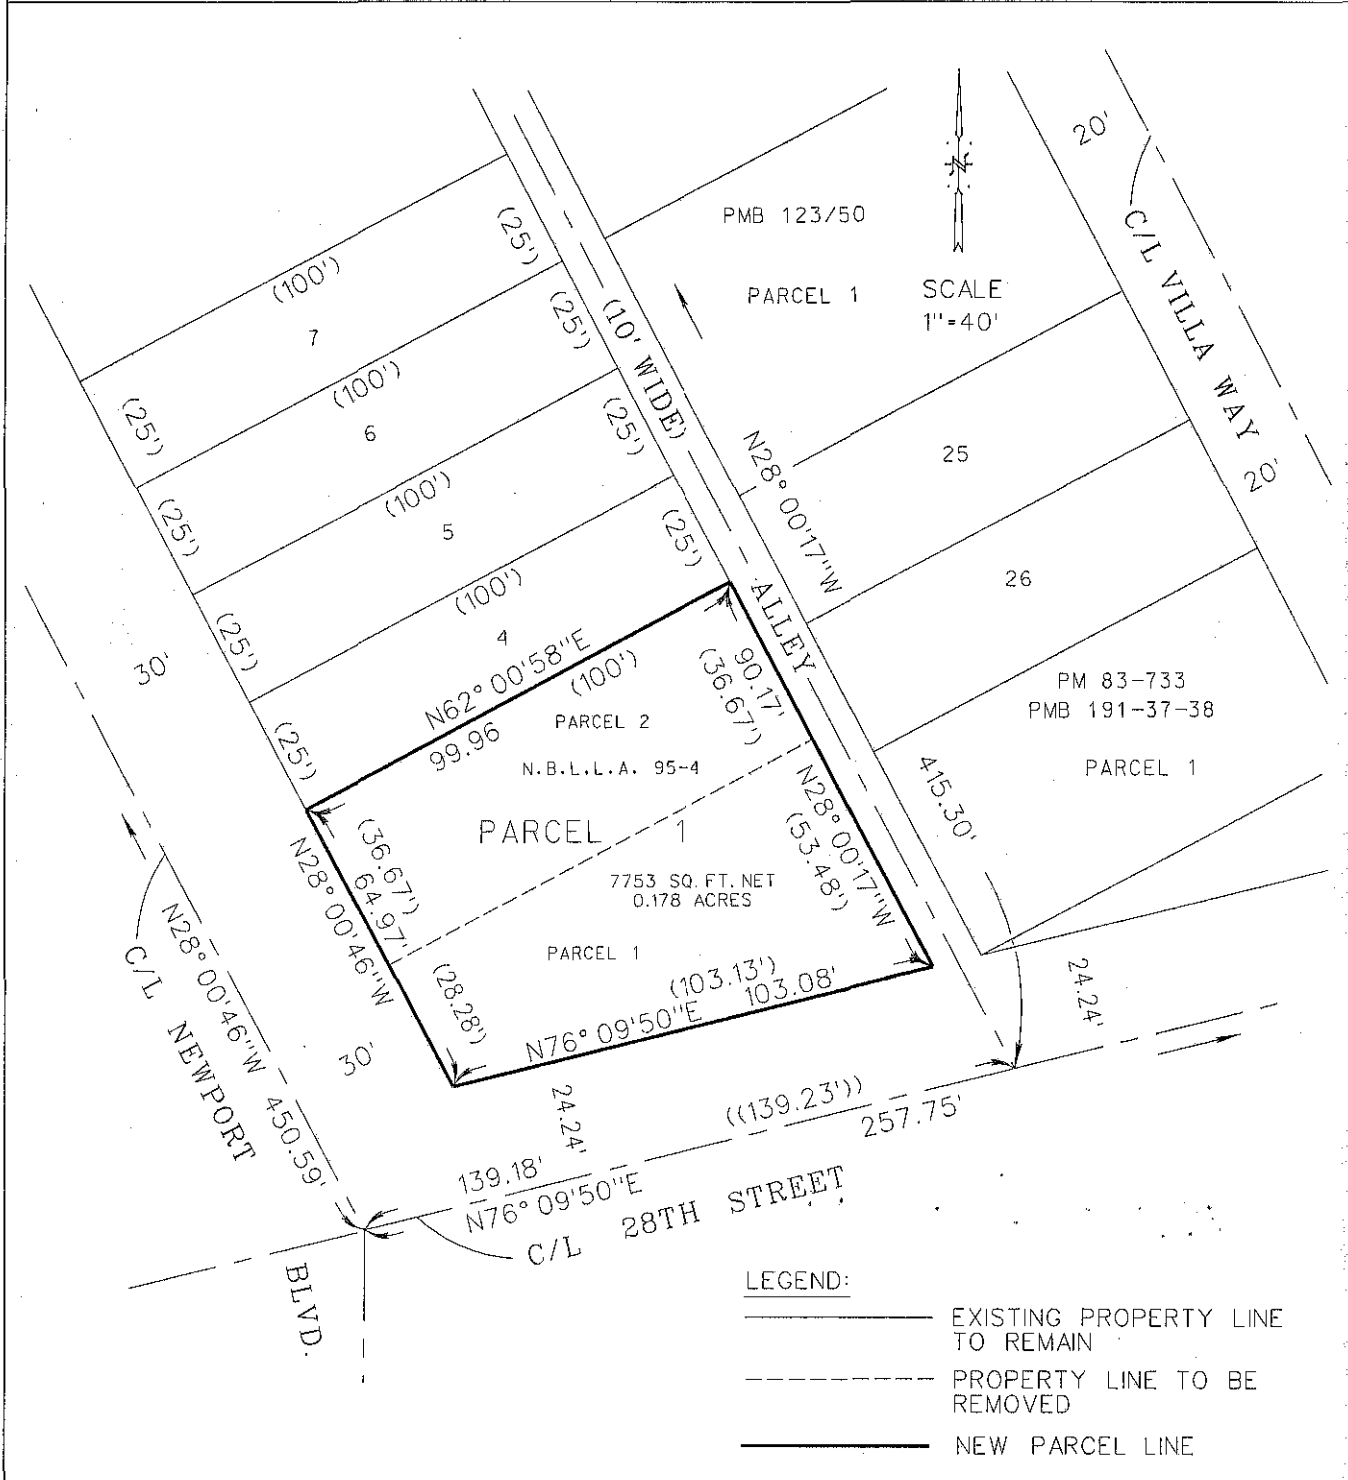 20'
PMB 123/50
(25')
C/L VILLA WAY
(100')
PARCEL 1
SCALE
1"=40'
(25')
(10' WIDE)
7
(100')
(25')
(25')
6
N28°00'17"W
25
20'
(100')
(25')
(25')
5
26
(100')
ALLEY
(25')
4
30'
N62°00'58"E
(100')
90.17'
(36.67')
PM 83-733
PMB 191-37-38
PARCEL 2
99.96
(25')
N.B.L.L.A. 95-4
PARCEL 1
415.30'
PARCEL 1
N28°00'17"W
(53.48')
(36.67')
64.97'
N28°00'46"W
7753 SQ. FT. NET
0.178 ACRES
PARCEL 1
(103.13')
103.08'
N76°09'50"E
(28.28')
24.24'
N28°00'46"W 450.59'
C/L NEWPORT
30'
24.24'
((139.23'))
257.75'
139.18'
N76°09'50"E
C/L 28TH STREET
BLVD.
LEGEND:
EXISTING PROPERTY LINE
TO REMAIN
PROPERTY LINE TO BE
REMOVED
NEW PARCEL LINE